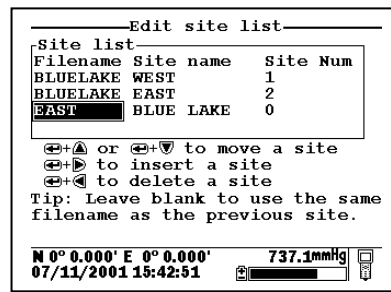 Edit site list
Site list
Filename Site name Site Num
BLUELAKE WEST 1
BLUELAKE EAST 2
EAST BLUE LAKE 0
+ or + to move a site
+ to insert a site
+ to delete a site
Tip: Leave blank to use the same
filename as the previous site.
N 0° 0.000' E 0° 0.000' 737.1mmHg
07/11/2001 15:42:51